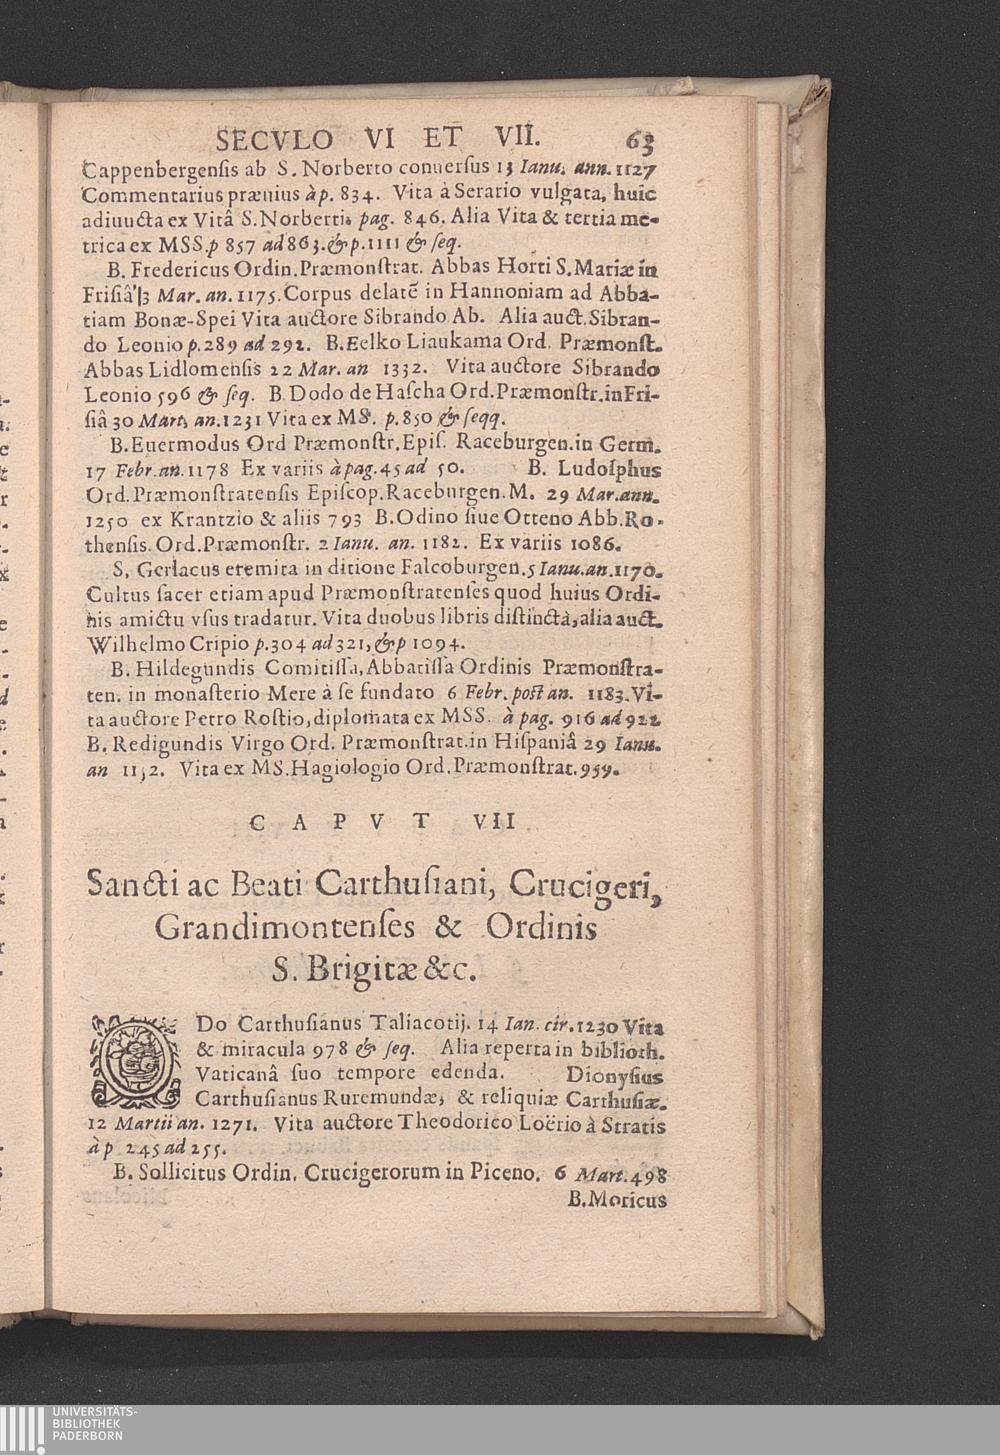 SECVLO VI ET VII. 63
Cappenbergensis ab S. Norberto conuersus 13 Ianu. ann. 1127
Commentarius præuius à p. 834. Vita à Serario vulgata, huic
adiuncta ex Vitâ S. Norberti, pag. 846. Alia Vita & tertia me-
trica ex MSS. p 857 ad 863. & p. 1111 & seq.
B. Fredericus Ordin. Præmonstrat. Abbas Horti S. Mariæ in
Frisiâ 3 Mar. an. 1175. Corpus delatē in Hannoniam ad Abba-
tiam Bonæ-Spei Vita auctore Sibrando Ab. Alia auct. Sibran-
do Leonio p. 289 ad 292. B. Eelko Liaukama Ord. Præmonst.
Abbas Lidlomensis 22 Mar. an 1332. Vita auctore Sibrando
Leonio 596 & seq. B. Dodo de Hascha Ord. Præmonstr. in Fri-
siâ 30 Mart, an. 1231 Vita ex MS. p. 850 & seqq.
B. Euermodus Ord Præmonstr. Epis. Raceburgen. in Germ.
17 Febr. an. 1178 Ex variis à pag. 45 ad 50. B. Ludolphus
Ord. Præmonstratensis Episcop. Raceburgen. M. 29 Mar. ann.
1250 ex Krantzio & aliis 793 B. Odino siue Otteno Abb. Ro-
thensis. Ord. Præmonstr. 2 Ianu. an. 1182. Ex variis 1086.
S, Gerlacus eremita in ditione Falcoburgen. 5 Ianu. an. 1170.
Cultus sacer etiam apud Præmonstratenses quod huius Ordi-
nis amictu vsus tradatur. Vita duobus libris distinctà, alia auct.
Wilhelmo Cripio p. 304 ad 321, & p 1094.
B. Hildegundis Comitissa, Abbatissa Ordinis Præmonstra-
ten. in monasterio Mere à se fundato 6 Febr. post an. 1183. Vi-
ta auctore Petro Rostio, diplomata ex MSS. à pag. 916 ad 922
B. Redigundis Virgo Ord. Præmonstrat. in Hispaniâ 29 Ianu.
an 1152. Vita ex MS. Hagiologio Ord. Præmonstrat. 959.
CAPVT VII
Sancti ac Beati Carthusiani, Crucigeri,
Grandimontenses & Ordinis
S. Brigitæ &c.
ODo Carthusianus Taliacotij. 14 Ian. cir. 1230 Vita
& miracula 978 & seq. Alia reperta in biblioth.
Vaticanâ suo tempore edenda. Dionysius
Carthusianus Ruremundæ, & reliquiæ Carthusiæ.
12 Martii an. 1271. Vita auctore Theodorico Loërio à Stratis
à p 245 ad 255.
B. Sollicitus Ordin. Crucigerorum in Piceno. 6 Mart. 498
B. Moricus
UNIVERSITÄTS-
BIBLIOTHEK
PADERBORN